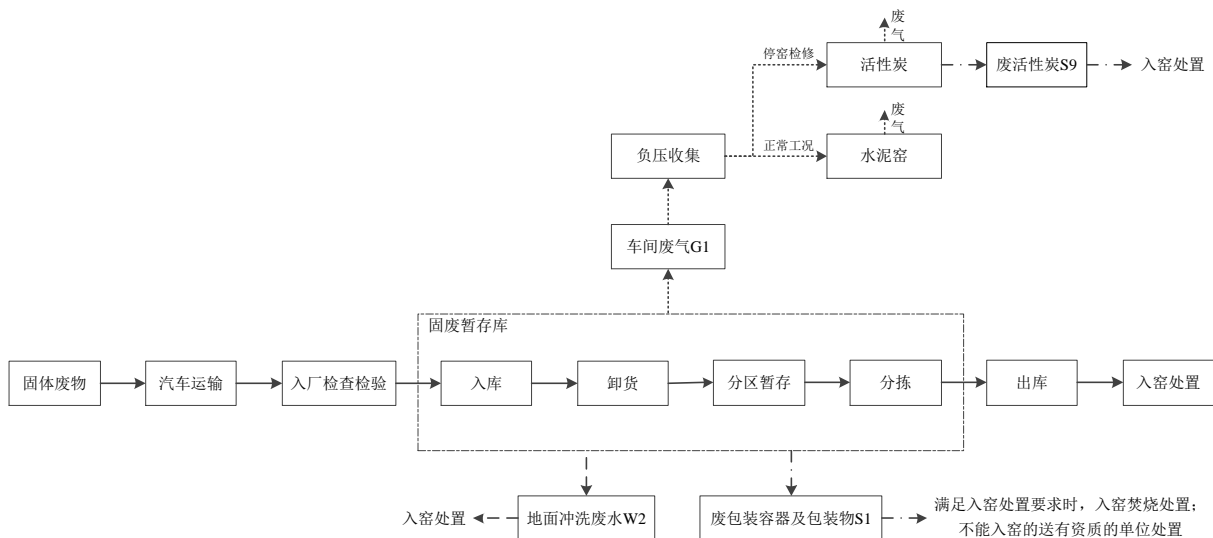 废
气
停窑检修
活性炭
废活性炭S9
入窑处置
废
气
负压收集
正常工况
水泥窑
车间废气G1
固废暂存库
固体废物
汽车运输
入厂检查检验
入库
卸货
分区暂存
分拣
出库
入窑处置
入窑处置
地面冲洗废水W2
废包装容器及包装物S1
满足入窑处置要求时，入窑焚烧处置；
不能入窑的送有资质的单位处置